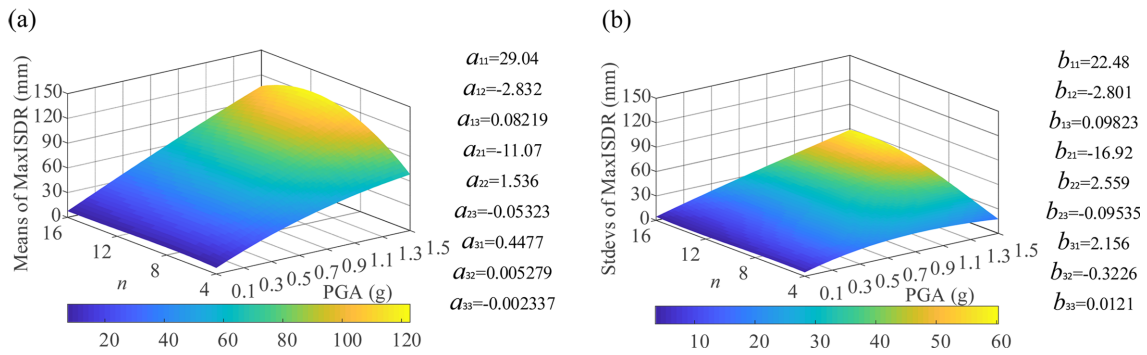 (a)
Means of MaxISDR (mm)
150
120
90
60
30
0
16
12
8
4
n
0.1
0.3
0.5
0.7
0.9
1.1
1.3
1.5
PGA (g)
20
40
60
80
100
120
a11=29.04
a12=-2.832
a13=0.08219
a21=-11.07
a22=1.536
a23=-0.05323
a31=0.4477
a32=0.005279
a33=-0.002337
(b)
Stdevs of MaxISDR (mm)
150
120
90
60
30
0
16
12
8
4
n
0.1
0.3
0.5
0.7
0.9
1.1
1.3
1.5
PGA (g)
10
20
30
40
50
60
b11=22.48
b12=-2.801
b13=0.09823
b21=-16.92
b22=2.559
b23=-0.09535
b31=2.156
b32=-0.3226
b33=0.0121